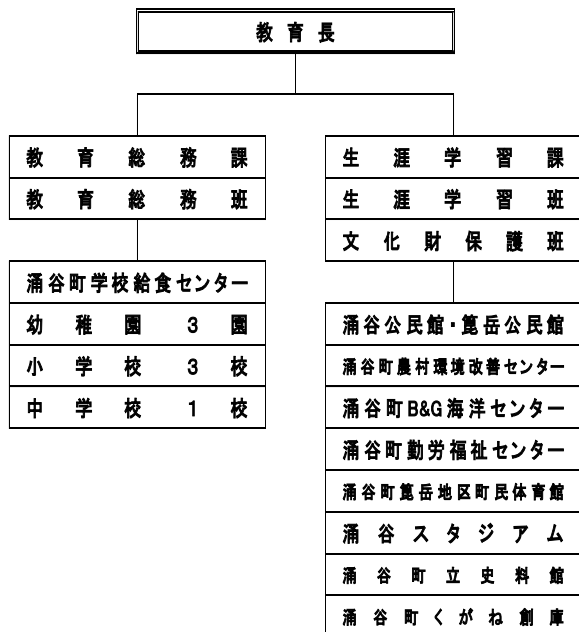 教育長
教育総務課
教育総務班
涌谷町学校給食センター
幼稚園3園
小学校3校
中学校1校
生涯学習課
生涯学習班
文化財保護班
涌谷公民館・箟岳公民館
涌谷町農村環境改善センター
涌谷町B&G海洋センター
涌谷町勤労福祉センター
涌谷町箟岳地区町民体育館
涌谷スタジアム
涌谷町立史料館
涌谷町くがね創庫